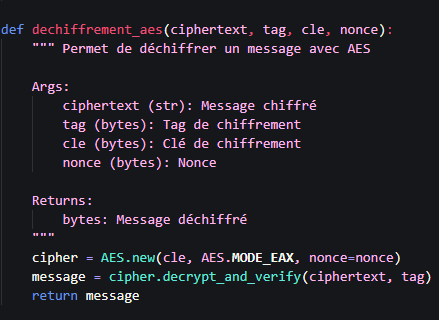 def dechiffrement_aes(ciphertext, tag, cle, nonce):
    """ Permet de déchiffrer un message avec AES

    Args:
        ciphertext (str): Message chiffré
        tag (bytes): Tag de chiffrement
        cle (bytes): Clé de chiffrement
        nonce (bytes): Nonce

    Returns:
        bytes: Message déchiffré
    """
    cipher = AES.new(cle, AES.MODE_EAX, nonce=nonce)
    message = cipher.decrypt_and_verify(ciphertext, tag)
    return message